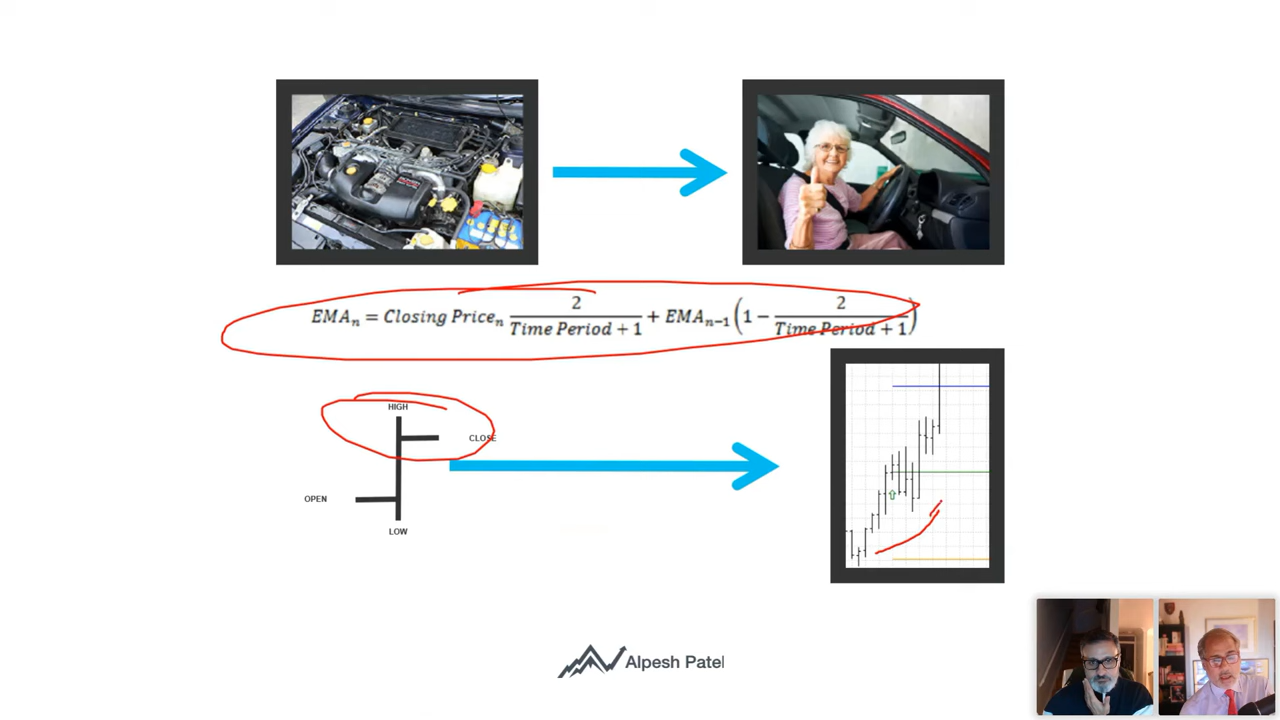 EMAₙ = Closing Priceₙ 2/(Time Period + 1) + EMAₙ₋₁ (1 − 2/(Time Period + 1))
HIGH
CLOSE
OPEN
LOW
Alpesh Patel